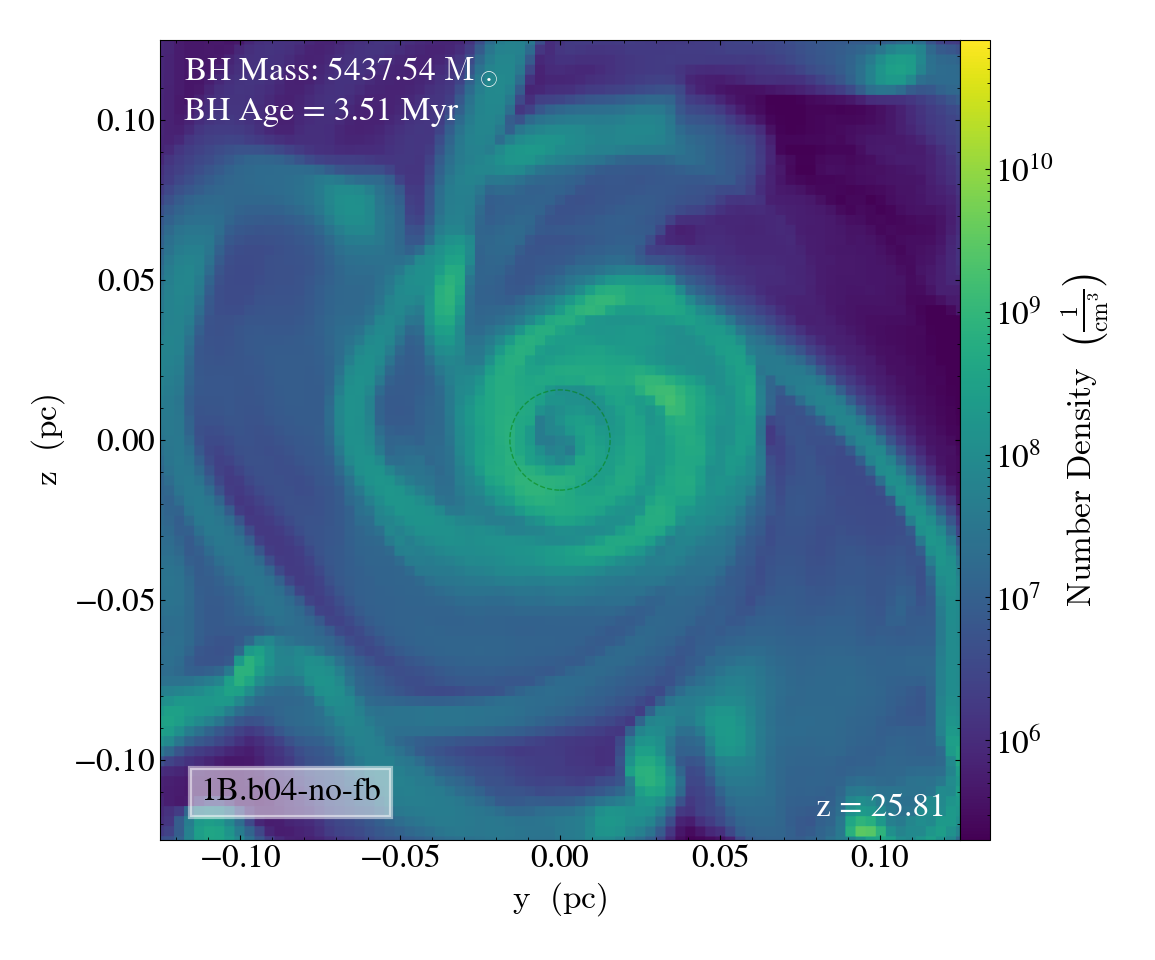 BH Mass: 5437.54 M⊙
BH Age = 3.51 Myr
0.10
0.05
0.00
−0.05
−0.10
z (pc)
1B.b04-no-fb
z = 25.81
−0.10
−0.05
0.00
0.05
0.10
y (pc)
10¹⁰
10⁹
10⁸
10⁷
10⁶
Number Density (1/cm³)